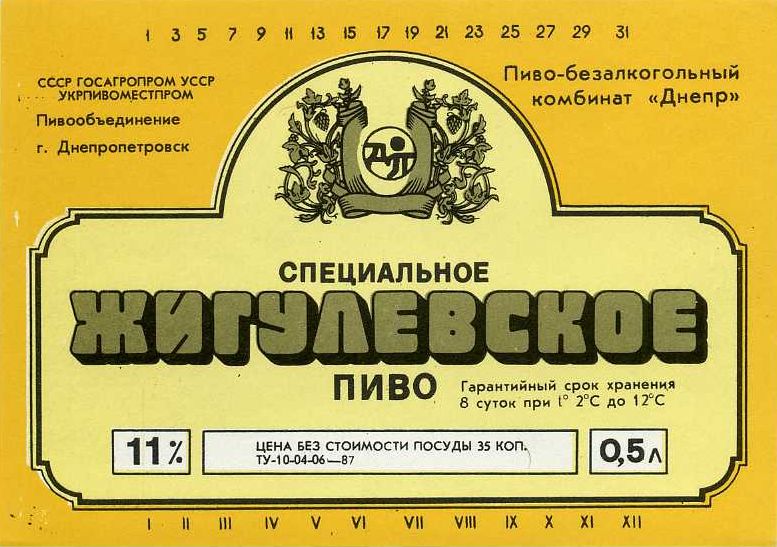 1 3 5 7 9 11 13 15 17 19 21 23 25 27 29 31
СССР ГОСАГРОПРОМ УССР
УКРПИВОМЕСТПРОМ
Пивообъединение
г. Днепропетровск
Пиво-безалкогольный
комбинат «Днепр»
СПЕЦИАЛЬНОЕ
ЖИГУЛЕВСКОЕ
ПИВО
Гарантийный срок хранения
8 суток при t° 2°С до 12°С
11%
ЦЕНА БЕЗ СТОИМОСТИ ПОСУДЫ 35 КОП.
ТУ-10-04-06—87
0,5л
I II III IV V VI VII VIII IX X XI XII